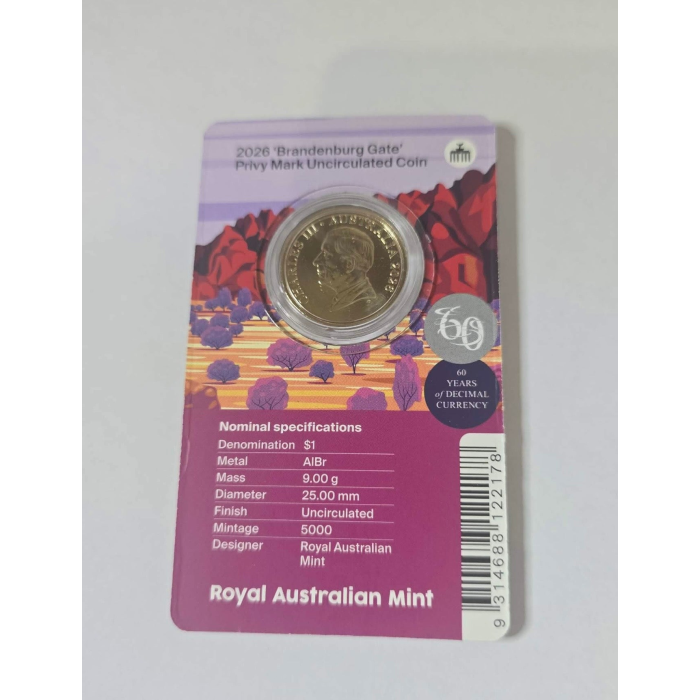 2026 'Brandenburg Gate'
Privy Mark Uncirculated Coin
CHARLES III • AUSTRALIA 2026
60
60
YEARS
of DECIMAL
CURRENCY
Nominal specifications
Denomination $1
Metal AlBr
Mass 9.00 g
Diameter 25.00 mm
Finish Uncirculated
Mintage 5000
Designer Royal Australian
Mint
Royal Australian Mint
9 314688 122178